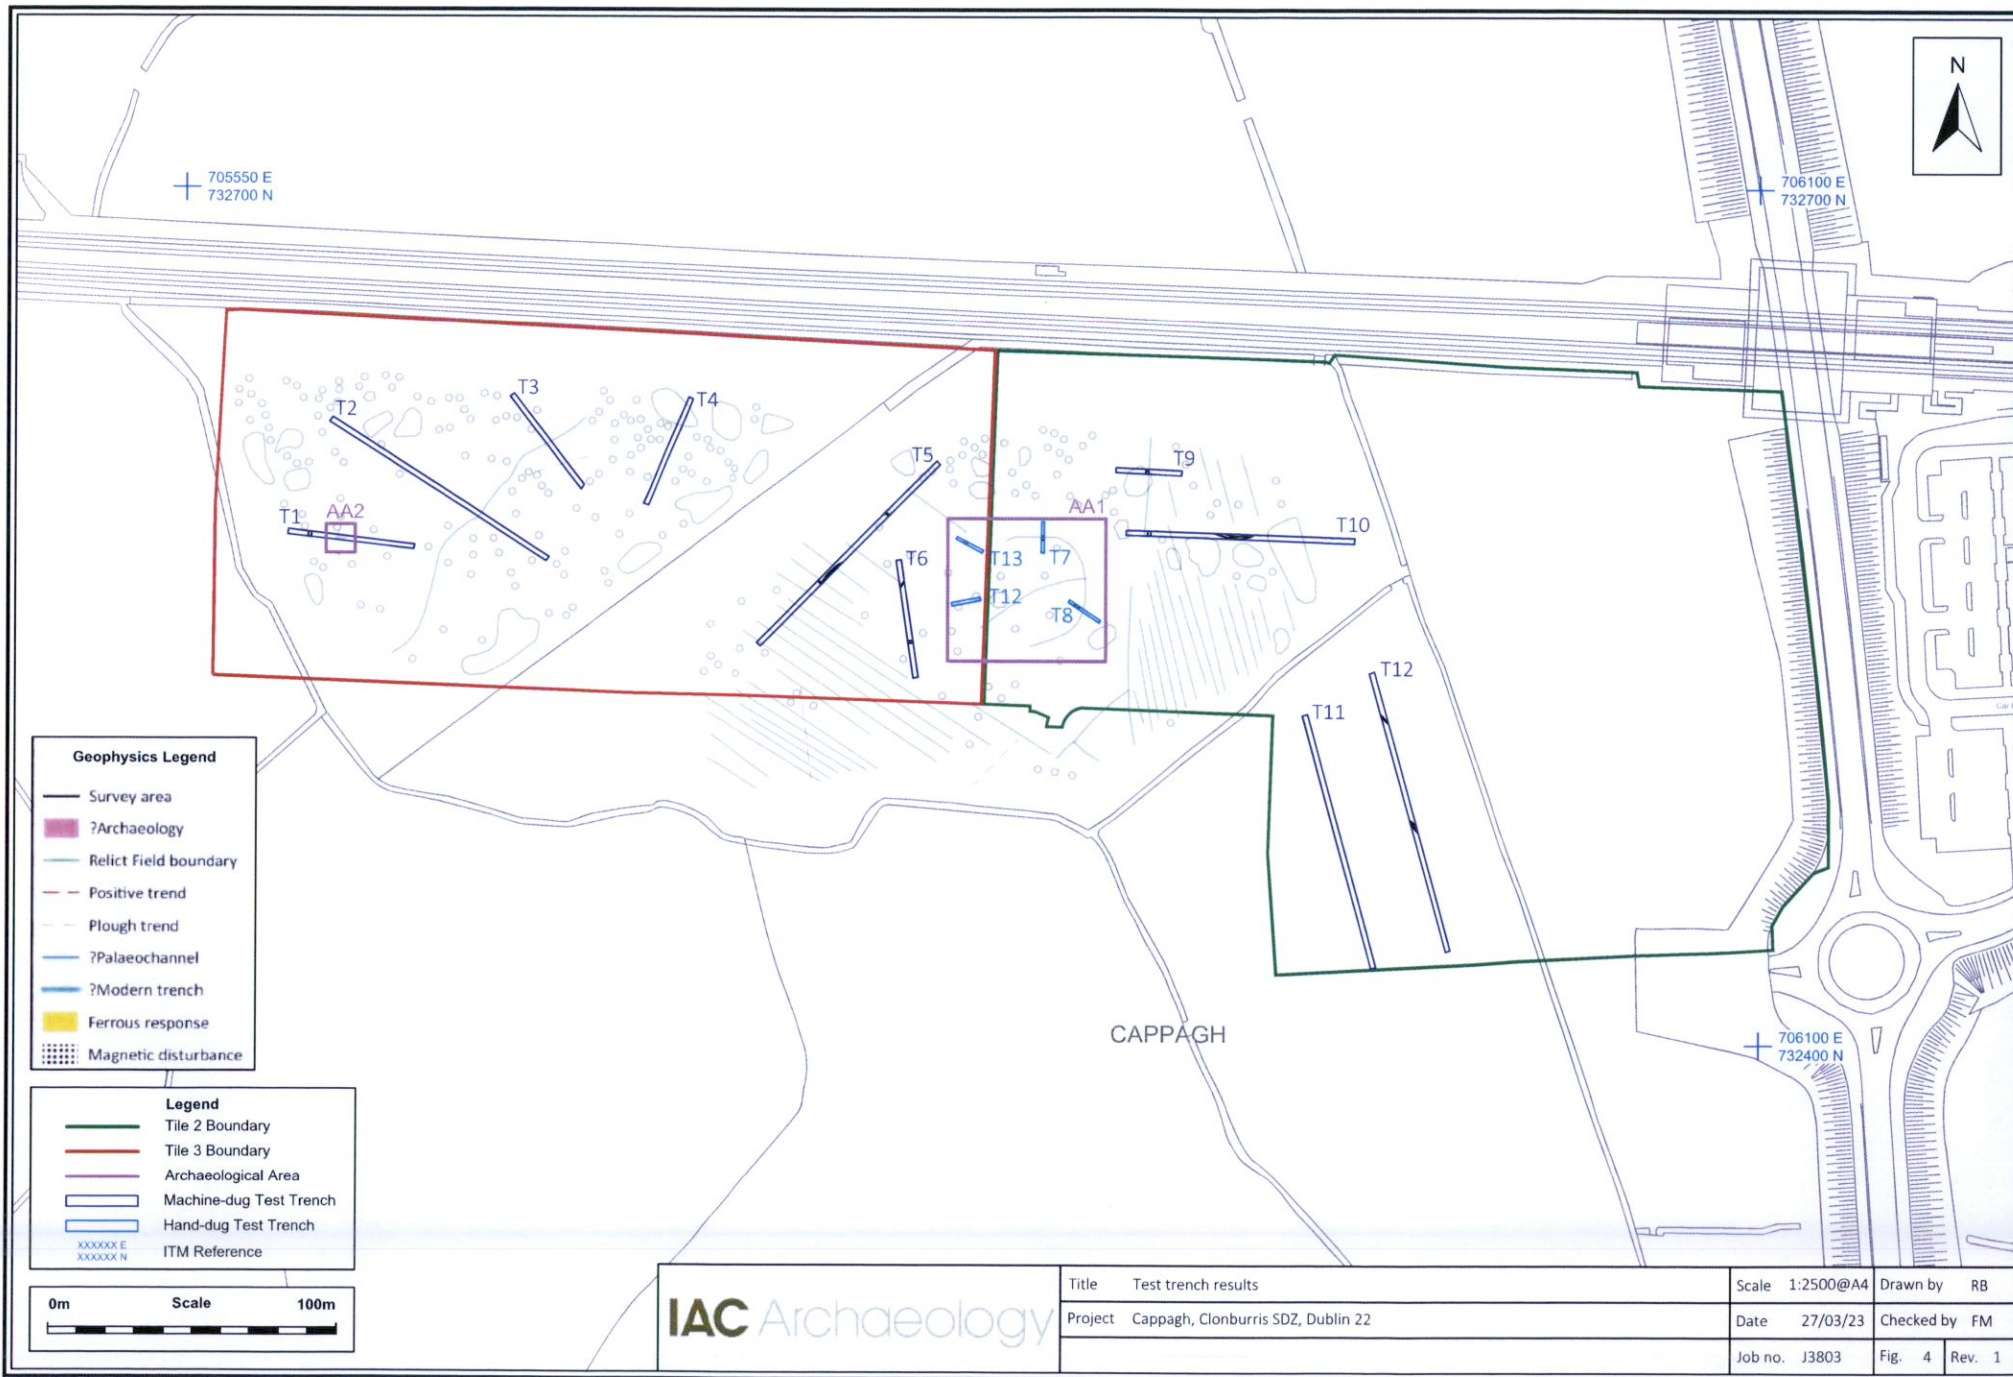 N
705550 E
732700 N
706100 E
732700 N
T3
T4
T2
T5
T9
AA2
T1
AA1
T10
T13
T7
T6
T12
T8
T12
T11
CAPPAGH
706100 E
732400 N
Geophysics Legend
Survey area
?Archaeology
Relict Field boundary
Positive trend
Plough trend
?Palaeochannel
?Modern trench
Ferrous response
Magnetic disturbance
Legend
Tile 2 Boundary
Tile 3 Boundary
Archaeological Area
Machine-dug Test Trench
Hand-dug Test Trench
XXXXXX E
XXXXXX N
ITM Reference
0m Scale 100m
IAC Archaeology
Title Test trench results
Project Cappagh, Clonburris SDZ, Dublin 22
Scale 1:2500@A4 Drawn by RB
Date 27/03/23 Checked by FM
Job no. J3803 Fig. 4 Rev. 1